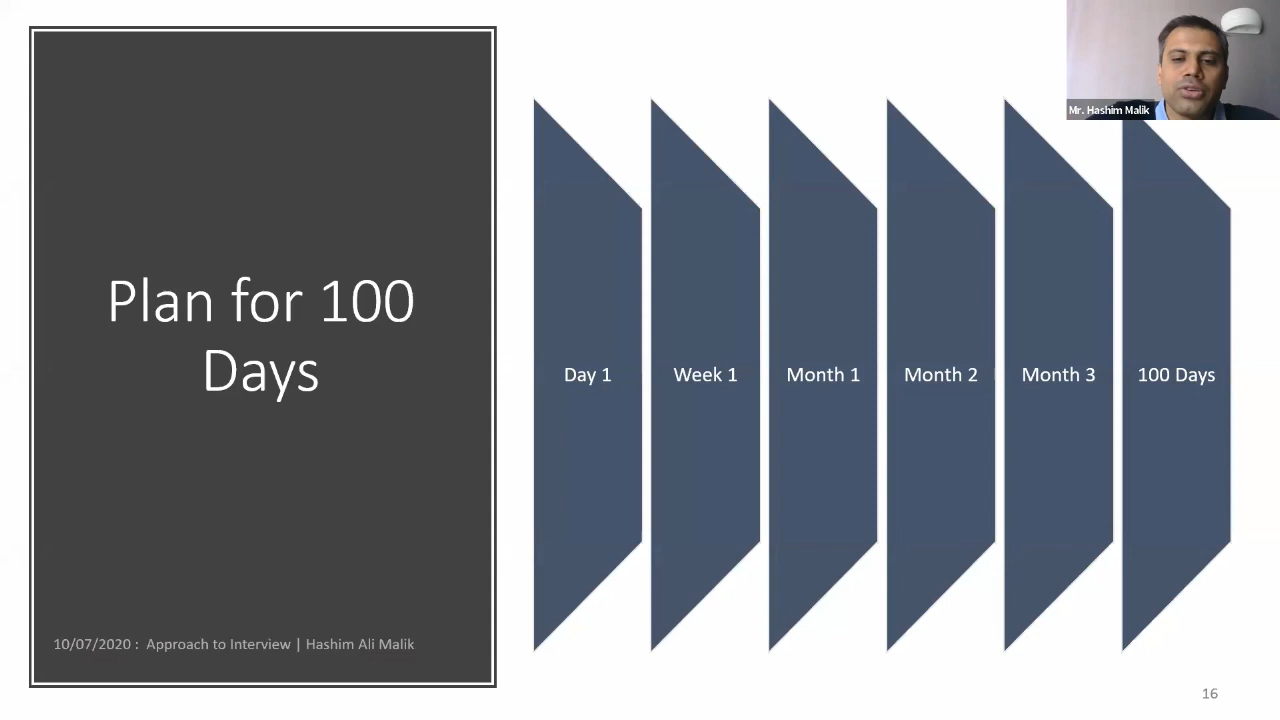 Mr. Hashim Malik
Plan for 100
Days
Day 1
Week 1
Month 1
Month 2
Month 3
100 Days
10/07/2020 : Approach to Interview | Hashim Ali Malik
16